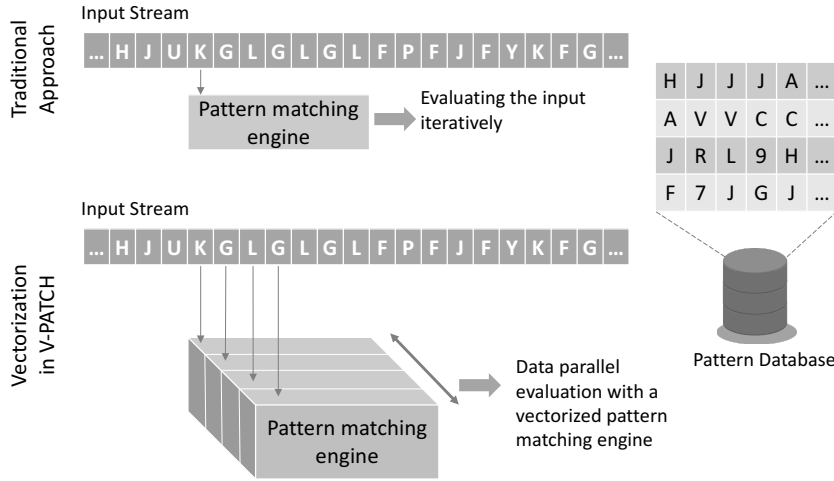 Traditional
Approach
Input Stream
... H J U K G L G L G L F P F J F Y K F G ...
Pattern matching
engine
Evaluating the input
iteratively
Vectorization
in V-PATCH
Input Stream
... H J U K G L G L G L F P F J F Y K F G ...
Pattern matching
engine
Data parallel
evaluation with a
vectorized pattern
matching engine
H J J J A ...
A V V C C ...
J R L 9 H ...
F 7 J G J ...
Pattern Database